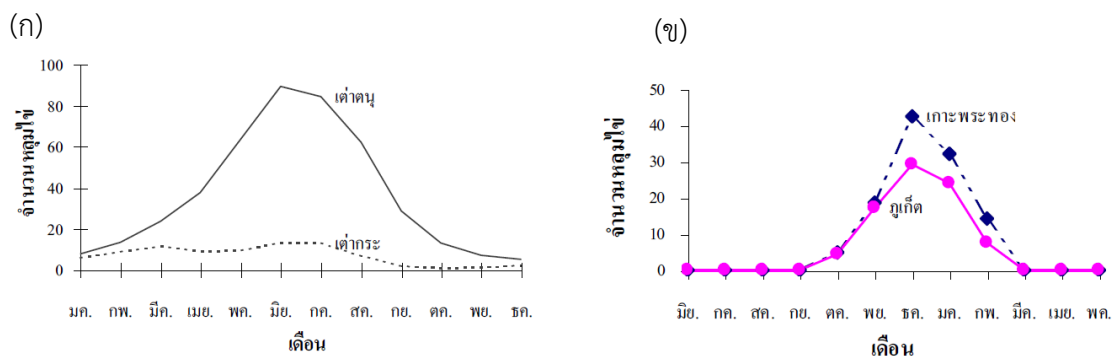 (ก)
100
80
60
40
20
0
จำนวนหลุมไข่
เต่าตนุ
เต่ากระ
มค. กพ. มีค. เมย. พค. มิย. กค. สค. กย. ตค. พย. ธค.
เดือน
(ข)
50
40
30
20
10
0
จำนวนหลุมไข่
เกาะพระทอง
ภูเก็ต
มิย. กค. สค. กย. ตค. พย. ธค. มค. กพ. มีค. เมย. พค.
เดือน